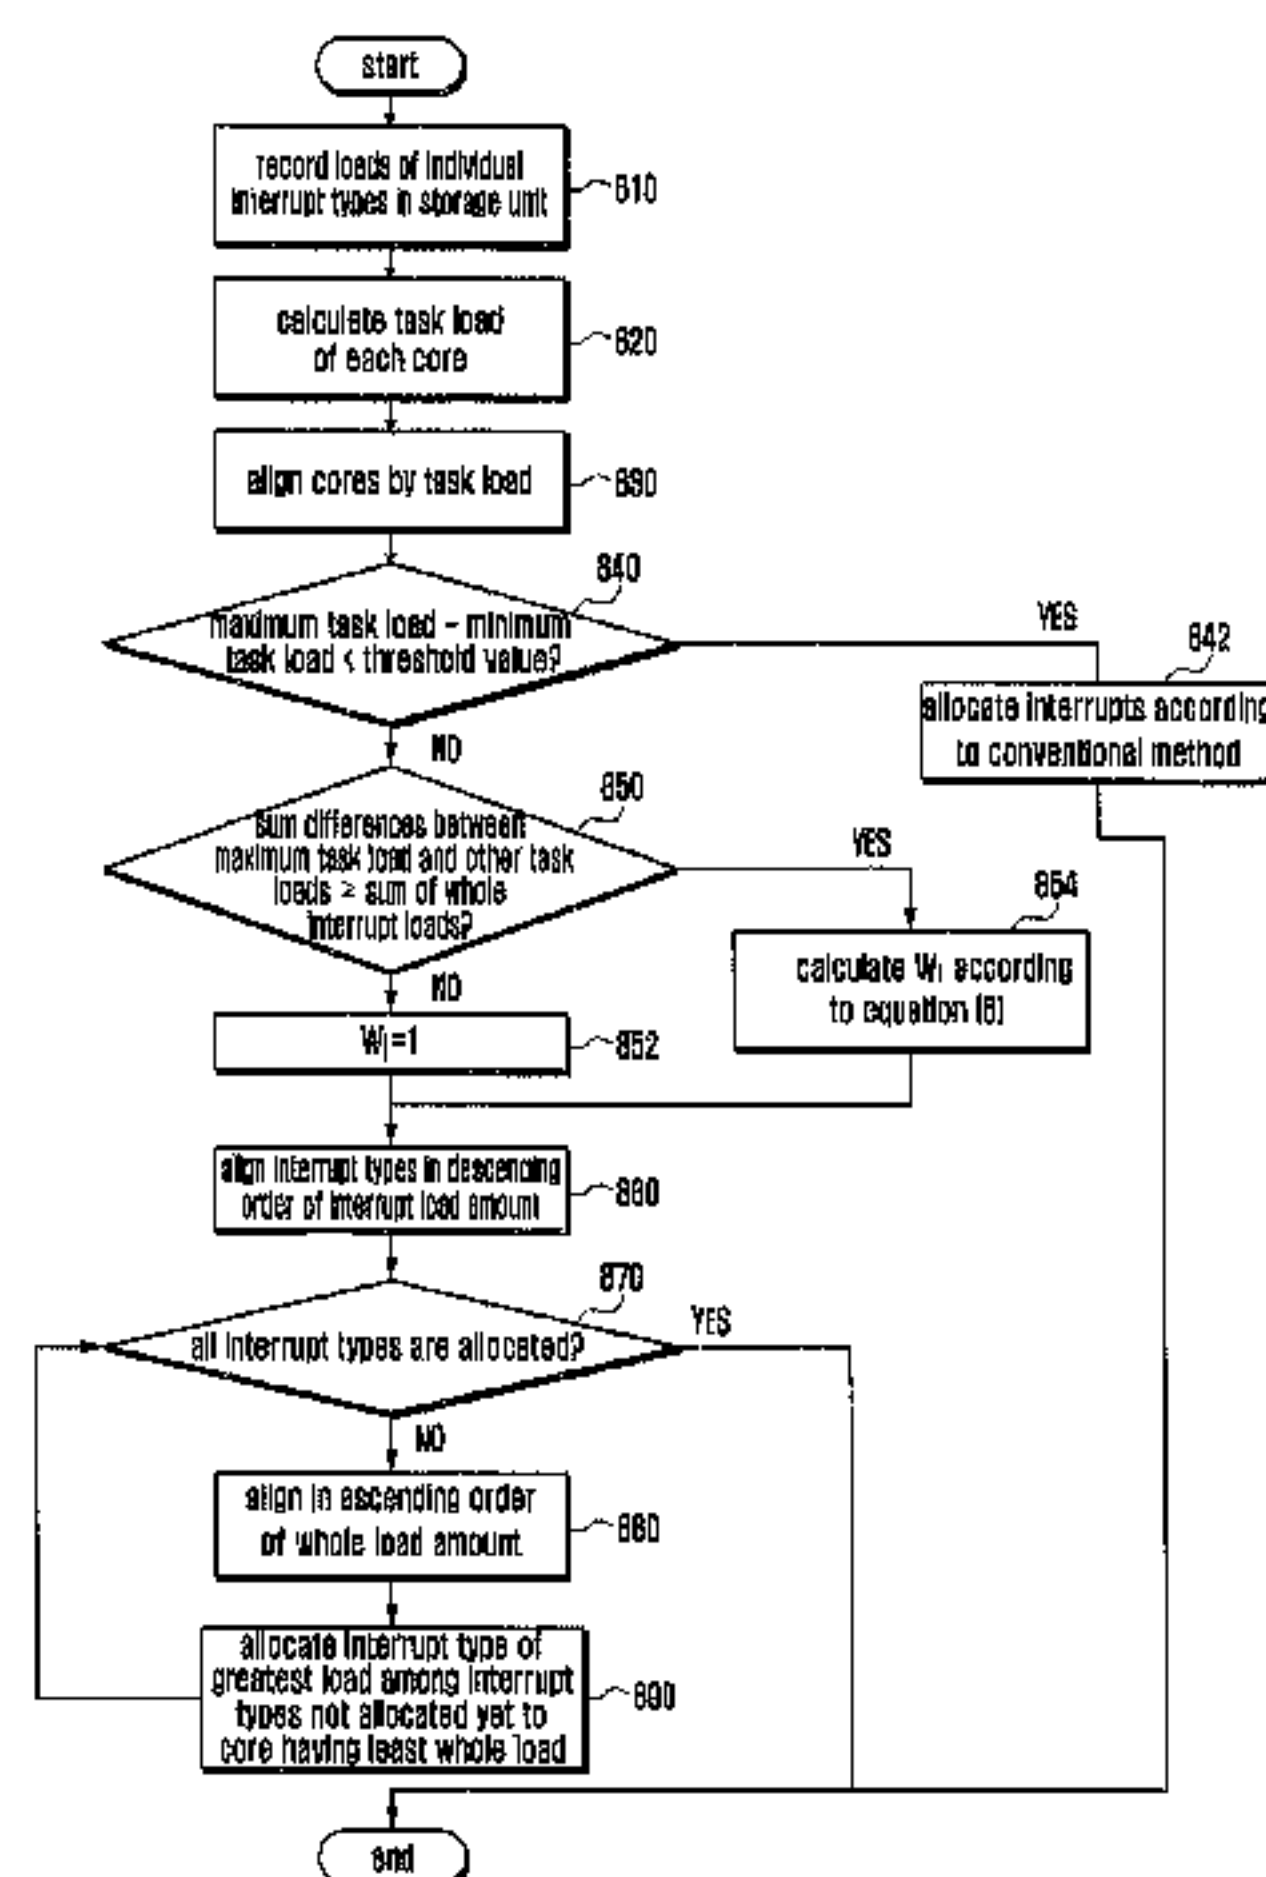 start
record loads of individual
interrupt types in storage unit
810
calculate task load
of each core
820
align cores by task load
830
840
maximum task load - minimum
task load < threshold value?
YES
842
allocate interrupts according
to conventional method
NO
850
sum differences between
maximum task load and other task
loads ≥ sum of whole
interrupt loads?
YES
854
calculate Wi according
to equation
NO
Wi=1
852
align interrupt types in descending
order of interrupt load amount
860
870
all interrupt types are allocated?
YES
NO
align in ascending order
of whole load amount
880
allocate interrupt type of
greatest load among interrupt
types not allocated yet to
core having least whole load
890
end